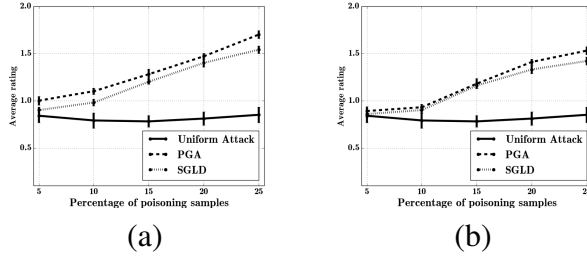 2.0
1.5
1.0
0.5
Average rating
Uniform Attack
PGA
SGLD
5 10 15 20 25
Percentage of poisoning samples
(a)
2.0
1.5
1.0
0.5
Average rating
Uniform Attack
PGA
SGLD
5 10 15 20 25
Percentage of poisoning samples
(b)